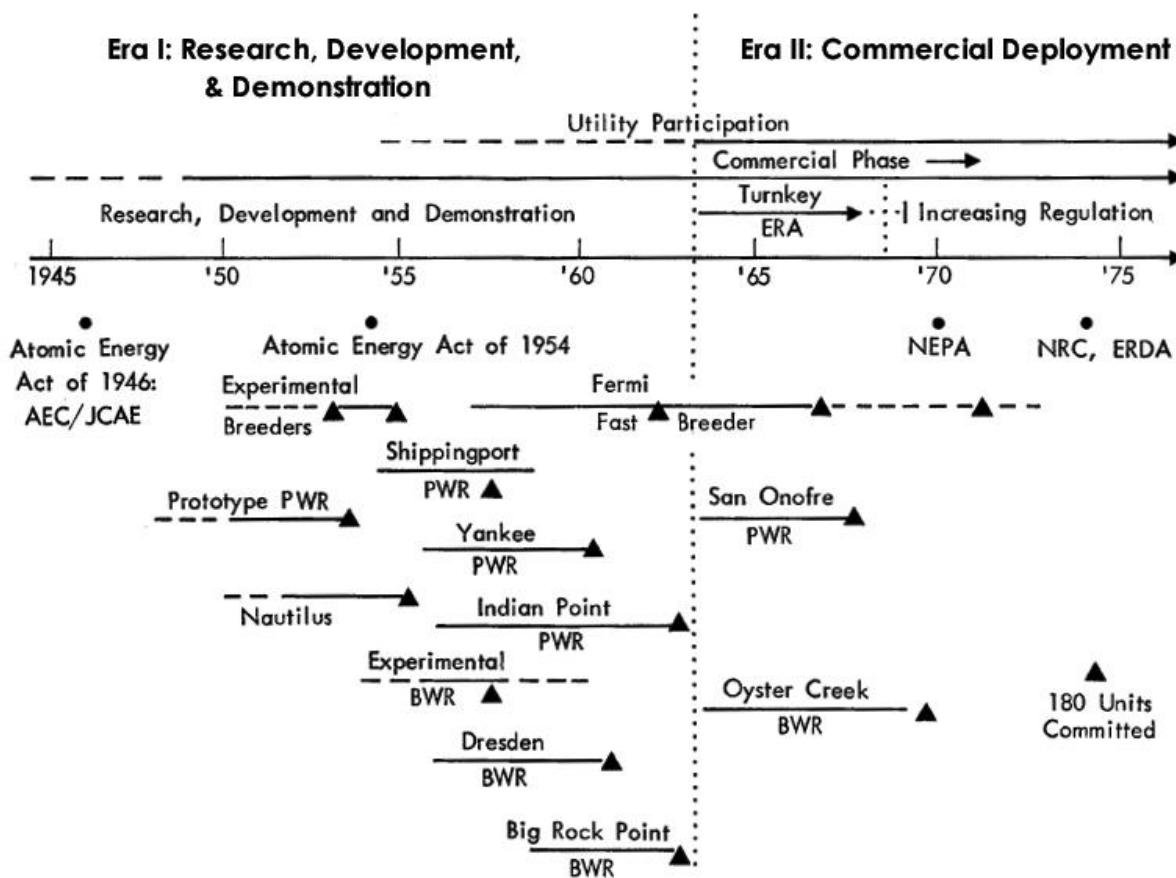 Era I: Research, Development,
& Demonstration
Era II: Commercial Deployment
Utility Participation
Commercial Phase
Research, Development and Demonstration
Turnkey
ERA
Increasing Regulation
1945 '50 '55 '60 '65 '70 '75
Atomic Energy
Act of 1946:
AEC/JCAE
Atomic Energy Act of 1954
NEPA
NRC, ERDA
Experimental
Breeders
Fermi
Fast Breeder
Shippingport
PWR
Prototype PWR
San Onofre
PWR
Yankee
PWR
Nautilus
Indian Point
PWR
Experimental
BWR
Oyster Creek
BWR
180 Units
Committed
Dresden
BWR
Big Rock Point
BWR